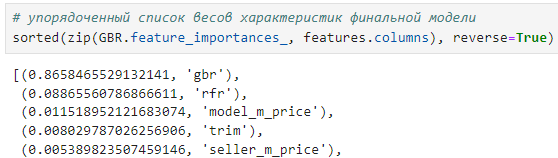 # упорядоченный список весов характеристик финальной модели
sorted(zip(GBR.feature_importances_, features.columns), reverse=True)
[(0.8658465529132141, 'gbr'),
(0.08865560786866611, 'rfr'),
(0.011518952121683074, 'model_m_price'),
(0.008029787026256906, 'trim'),
(0.005389823507459146, 'seller_m_price'),